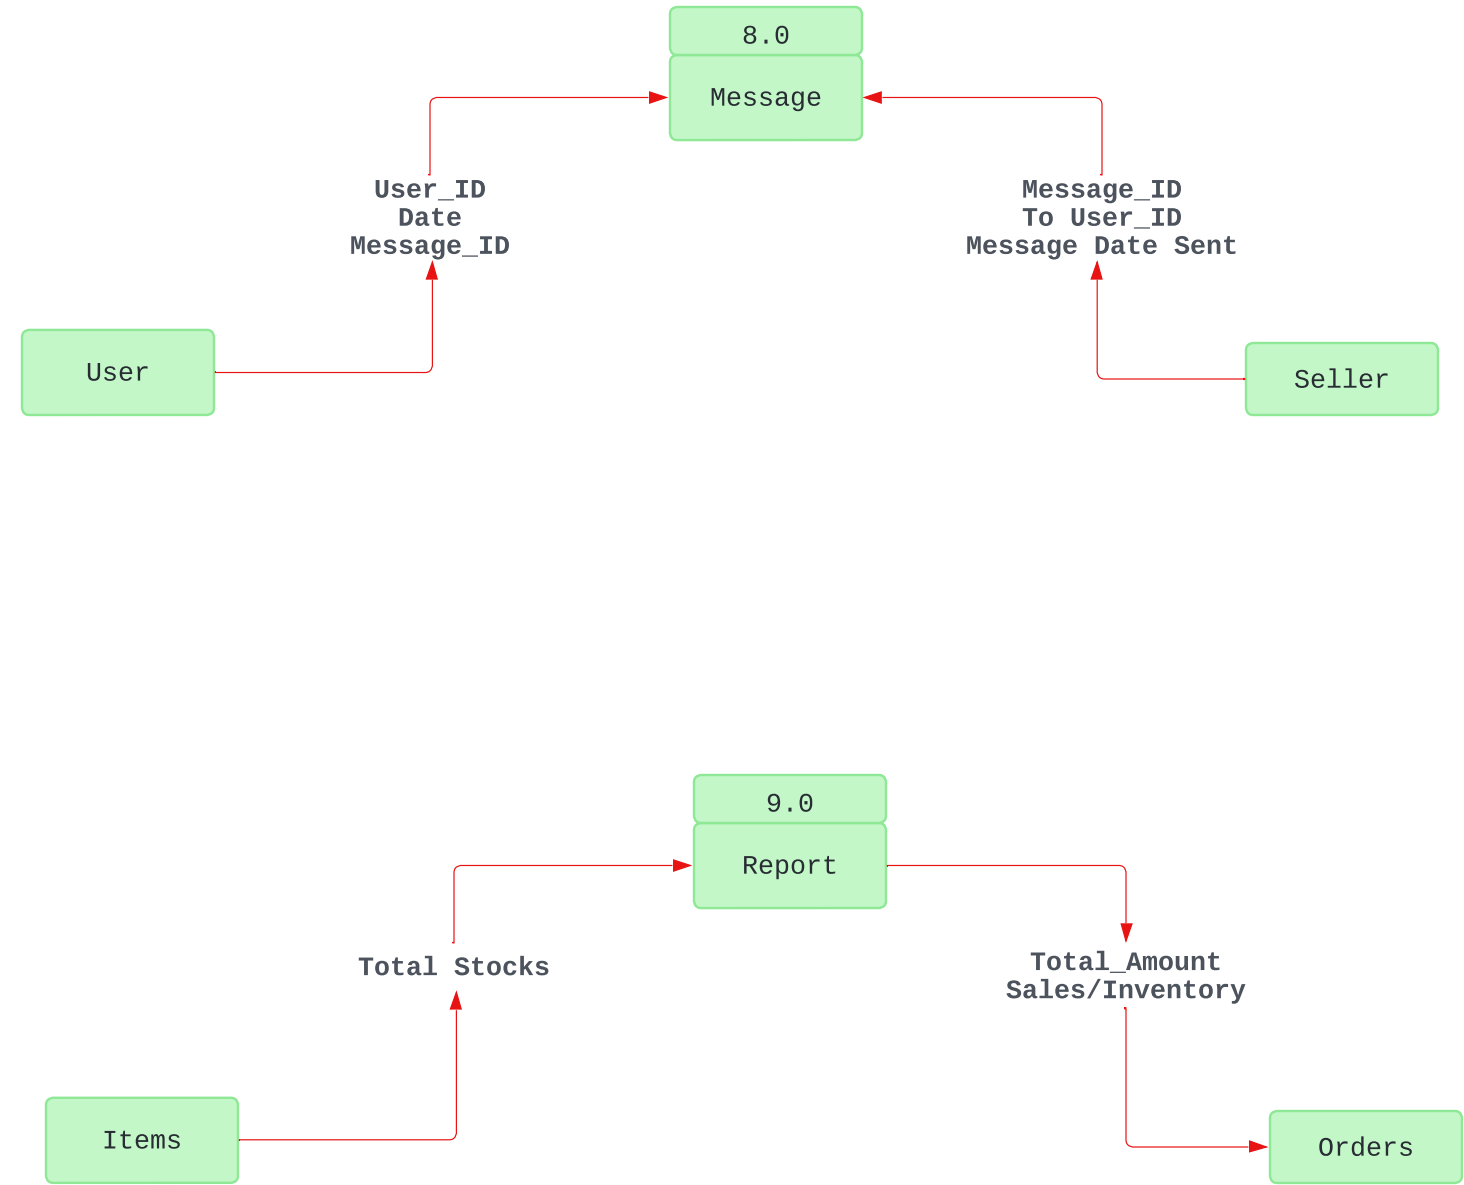 8.0
Message
User_ID
Date
Message_ID
Message_ID
To User_ID
Message Date Sent
User
Seller
9.0
Report
Total Stocks
Total_Amount
Sales/Inventory
Items
Orders